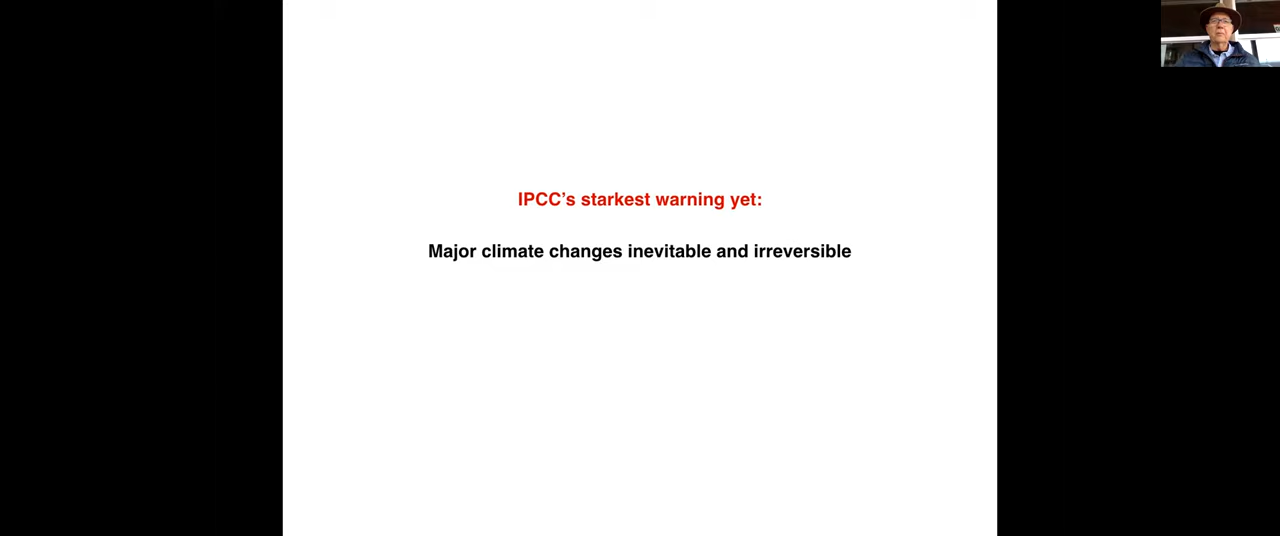 IPCC’s starkest warning yet:
Major climate changes inevitable and irreversible